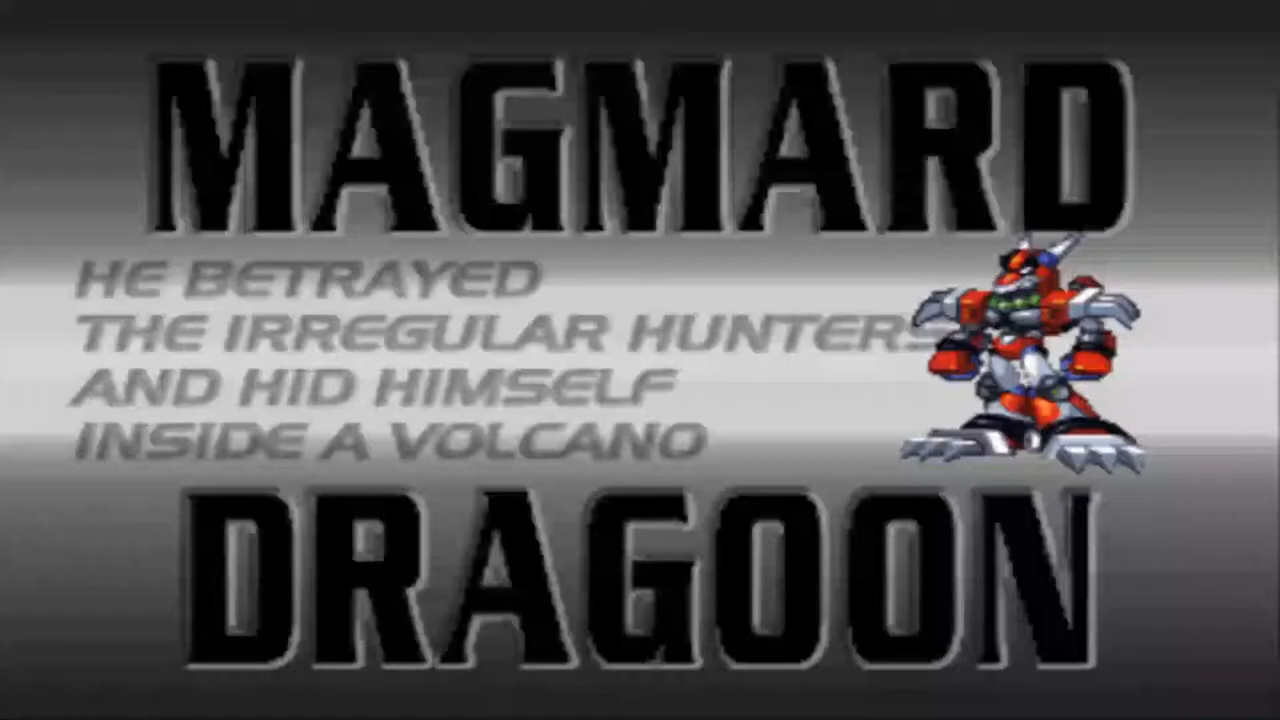 MAGMARD
HE BETRAYED
THE IRREGULAR HUNTERS
AND HID HIMSELF
INSIDE A VOLCANO
DRAGOON